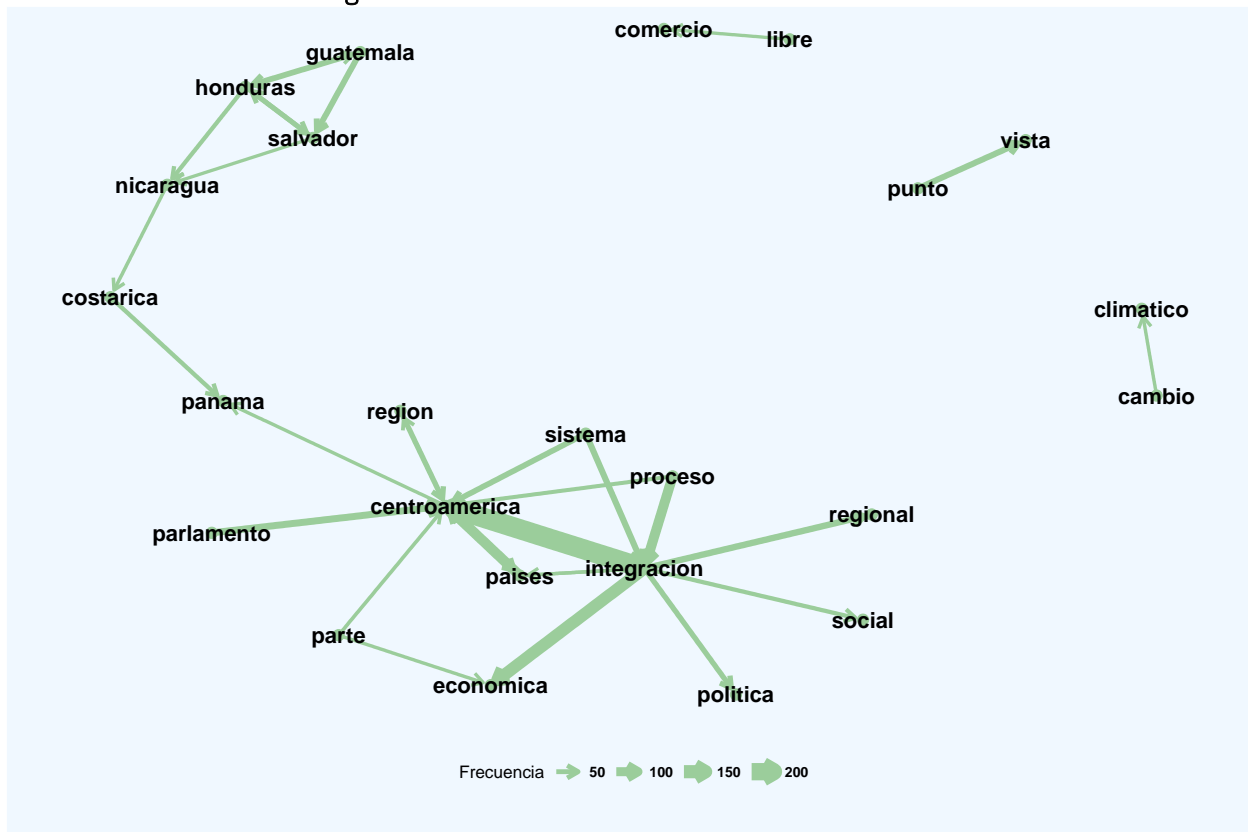 comercio
libre
guatemala
honduras
salvador
vista
nicaragua
punto
costarica
climatico
cambio
panama
region
sistema
proceso
centroamerica
regional
parlamento
integracion
paises
social
parte
economica
politica
Frecuencia 50 100 150 200